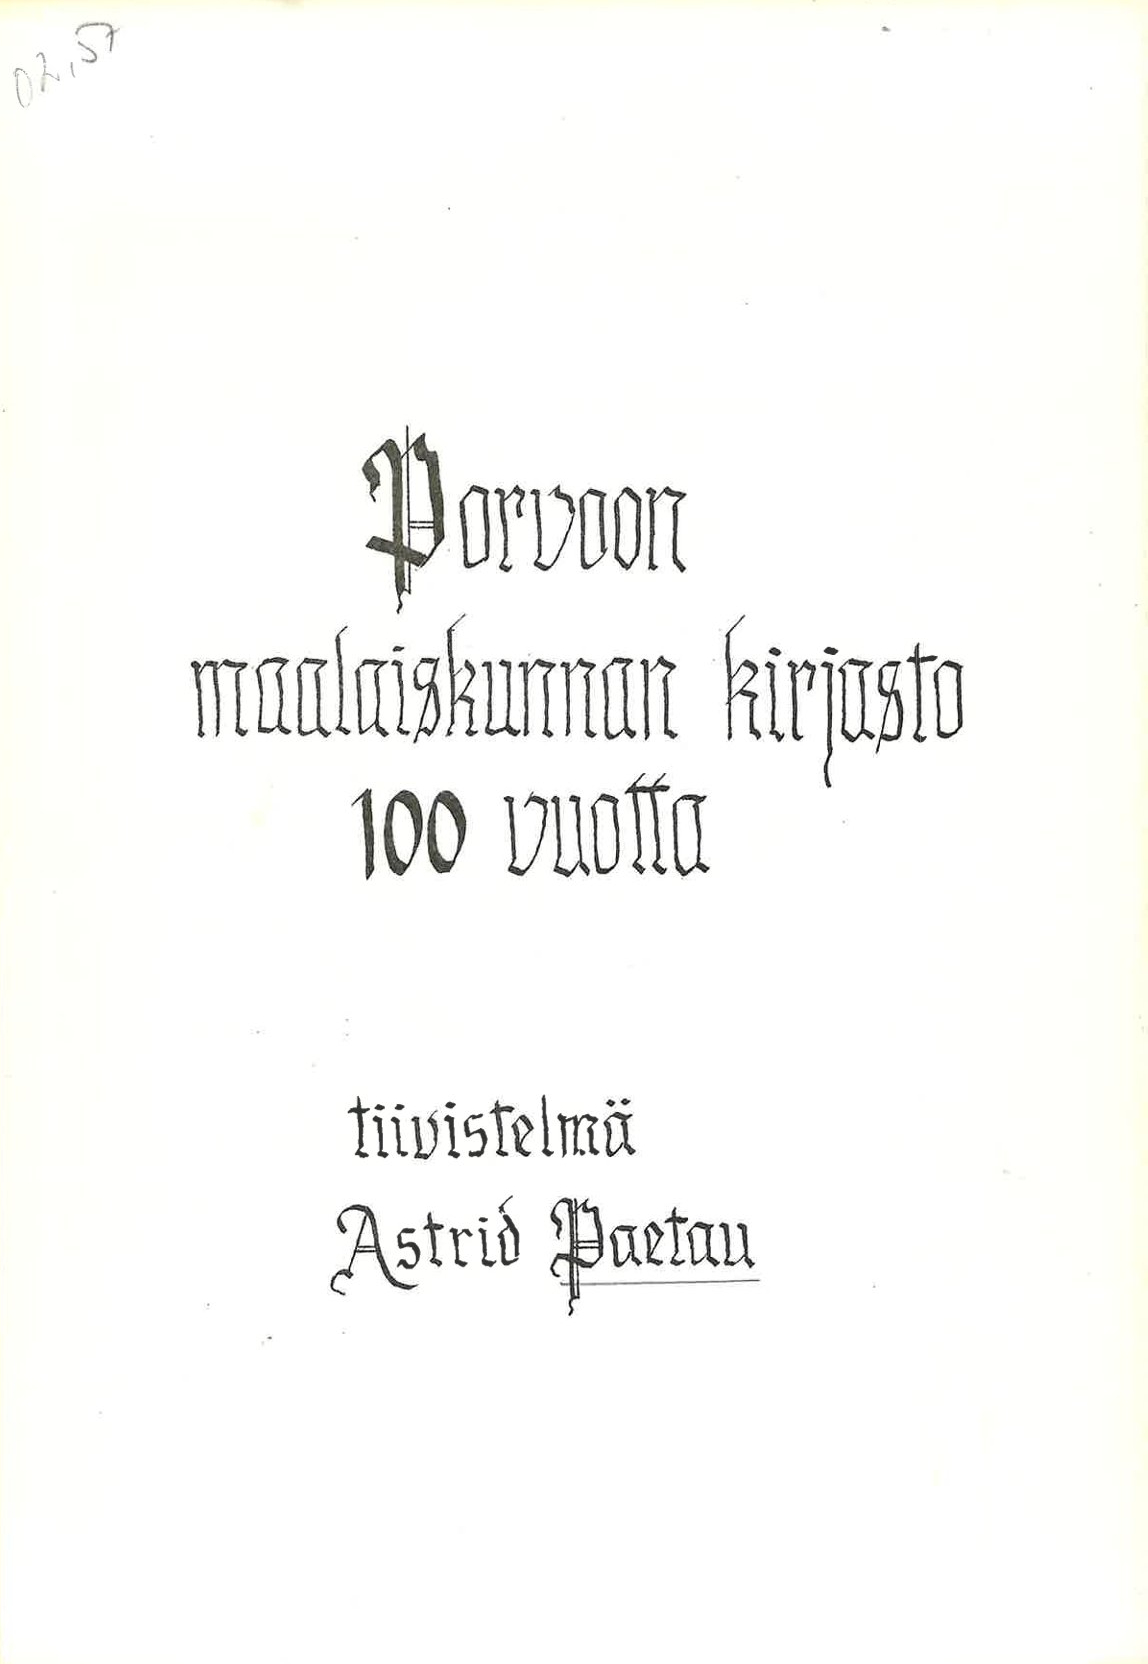 02,57
Porvoon
maalaiskunnan kirjasto
100 vuotta
tiivistelmä
Astrid Paetau